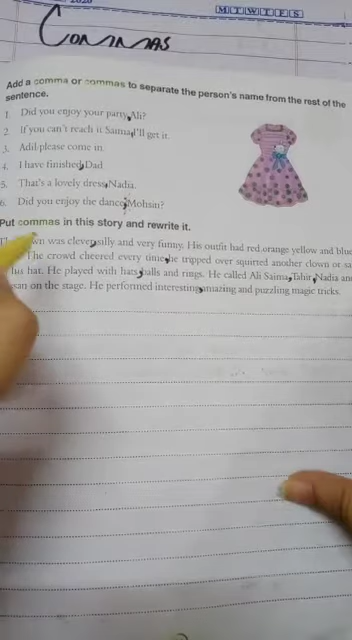 M T W T F S
Commas
Add a comma or commas to separate the person's name from the rest of the
sentence.
1. Did you enjoy your party, Ali?
2. If you can't reach it Saima, I'll get it.
3. Adil please come in.
4. I have finished, Dad
5. That's a lovely dress, Nadia.
6. Did you enjoy the dance, Mohsin?
Put commas in this story and rewrite it.
was clever, silly and very funny. His outfit had red orange yellow and blue
The crowd cheered every time, he tripped over squirted another clown or
his hat. He played with hats, balls and rings. He called Ali Saima, Tahir, Nadia
on the stage. He performed interesting, amazing and puzzling magic tricks.